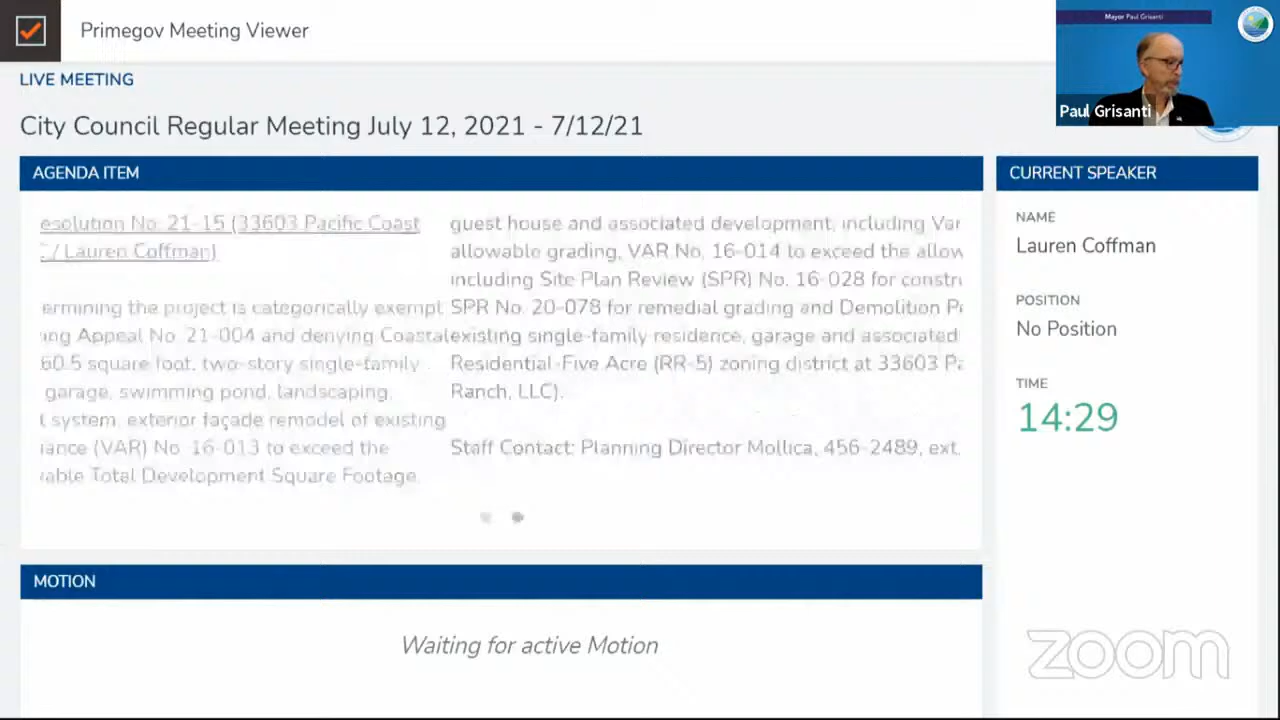 Primegov Meeting Viewer
Mayor Paul Grisanti
Paul Grisanti
LIVE MEETING
City Council Regular Meeting July 12, 2021 - 7/12/21
AGENDA ITEM
esolution No. 21-15 (33603 Pacific Coast
/ Lauren Coffman)
ermining the project is categorically exempt
ng Appeal No. 21-004 and denying Coastal
60.5 square foot, two-story single-family
garage, swimming pond, landscaping,
t system, exterior façade remodel of existing
iance (VAR) No. 16-013 to exceed the
able Total Development Square Footage,
guest house and associated development, including Var
allowable grading, VAR No. 16-014 to exceed the allow
including Site Plan Review (SPR) No. 16-028 for constru
SPR No. 20-078 for remedial grading and Demolition Pe
existing single-family residence, garage and associated
Residential-Five Acre (RR-5) zoning district at 33603 Pa
Ranch, LLC).
Staff Contact: Planning Director Mollica, 456-2489, ext.
CURRENT SPEAKER
NAME
Lauren Coffman
POSITION
No Position
TIME
14:29
MOTION
Waiting for active Motion
zoom